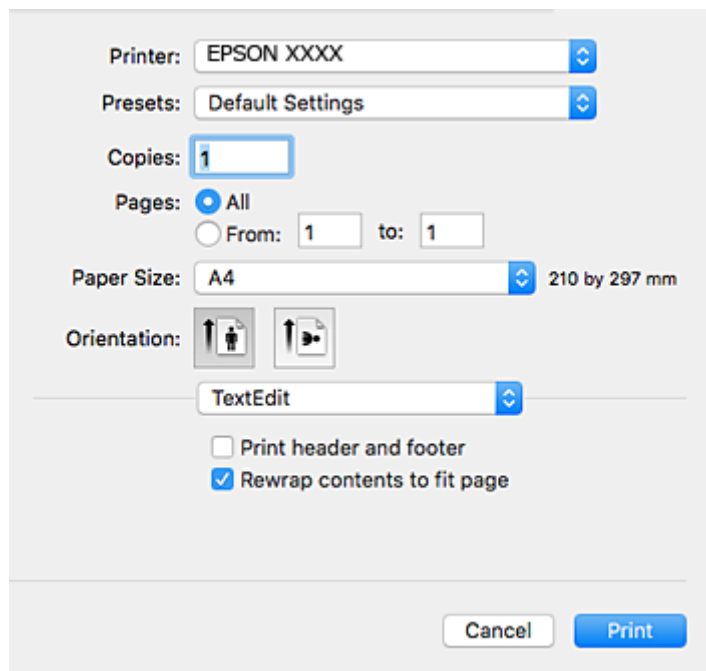 Printer: EPSON XXXX
Presets: Default Settings
Copies: 1
Pages: All
From: 1 to: 1
Paper Size: A4 210 by 297 mm
Orientation:
TextEdit
Print header and footer
Rewrap contents to fit page
Cancel Print